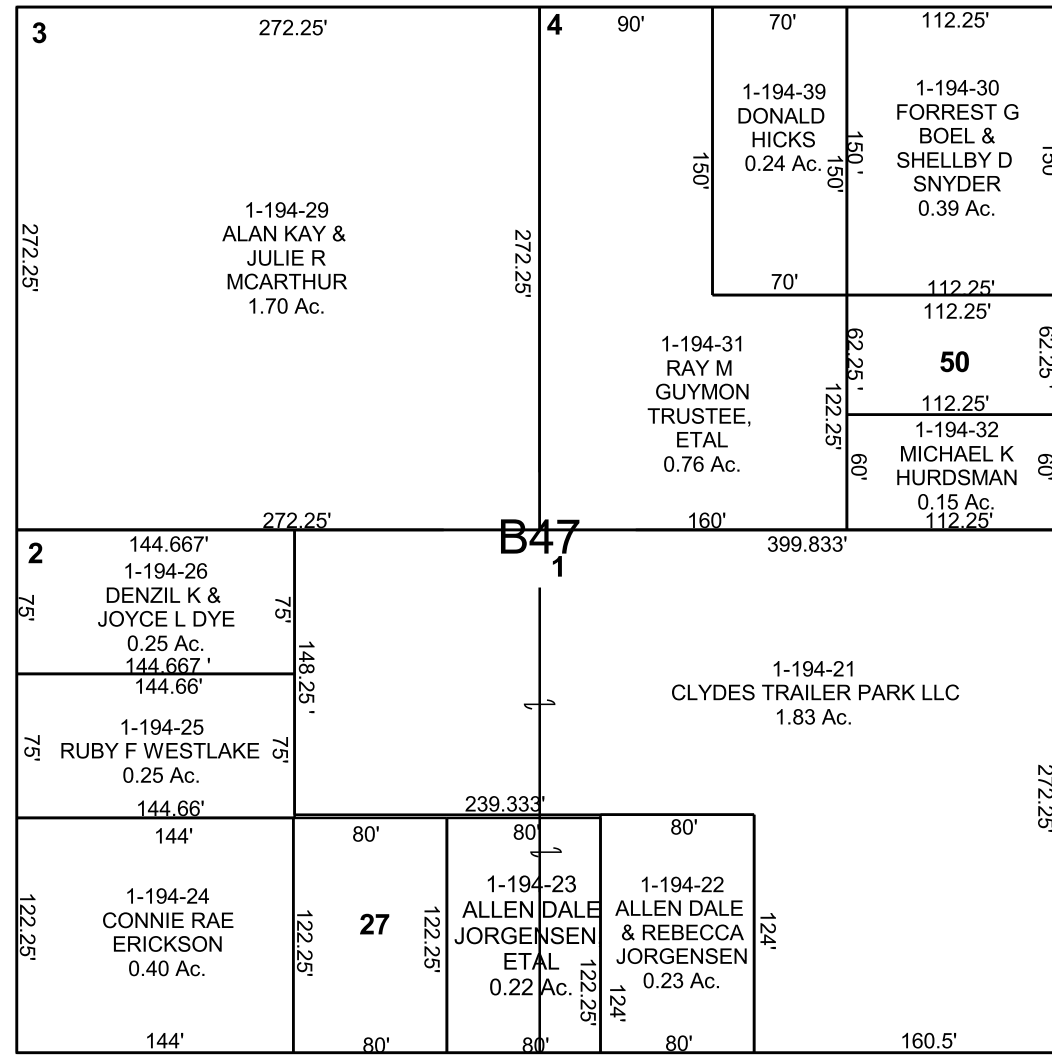 3
272.25'
4
90'
70'
112.25'
1-194-39
DONALD
HICKS
0.24 Ac.
1-194-30
FORREST G
BOEL &
SHELLBY D
SNYDER
0.39 Ac.
150'
150'
150 '
150
1-194-29
ALAN KAY &
JULIE R
MCARTHUR
1.70 Ac.
272.25'
272.25'
70'
112.25'
112.25'
1-194-31
RAY M
GUYMON
TRUSTEE,
ETAL
0.76 Ac.
62.25 '
50
62.25'
112.25'
122.25'
1-194-32
MICHAEL K
HURDSMAN
0.15 Ac.
60'
60'
272.25'
B47
160'
112.25'
2
144.667'
1
399.833'
1-194-26
DENZIL K &
JOYCE L DYE
0.25 Ac.
75'
75'
144.667 '
144.66'
148.25 '
1-194-21
CLYDES TRAILER PARK LLC
1.83 Ac.
1-194-25
RUBY F WESTLAKE
0.25 Ac.
75'
75'
144.66'
239.333'
272.25'
144'
80'
80'
80'
1-194-24
CONNIE RAE
ERICKSON
0.40 Ac.
122.25'
122.25'
27
122.25'
1-194-23
ALLEN DALE
JORGENSEN
ETAL
0.22 Ac.
122.25'
1-194-22
ALLEN DALE
& REBECCA
JORGENSEN
0.23 Ac.
124'
124'
144'
80'
80'
80'
160.5'